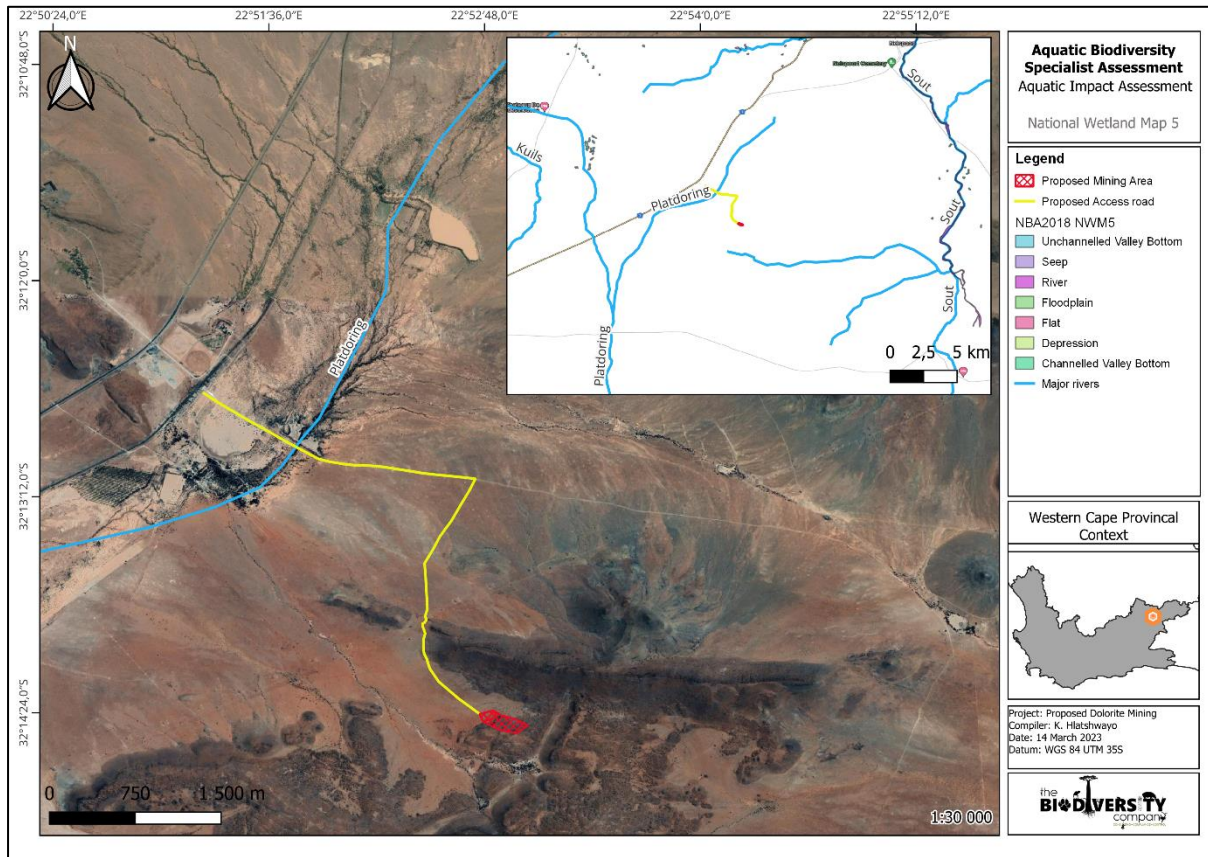 22°50'24,0"E
22°51'36,0"E
22°52'48,0"E
22°54'0,0"E
22°55'12,0"E
32°10'48,0"S
32°12'0,0"S
32°13'12,0"S
32°14'24,0"S
N
Platdoring
Nelspoort
Nelspoort Cemetery
Sout
Kuils
Platdoring
Sout
Sout
Platdoring
0 2,5 5 km
0 750 1 500 m
1:30 000
Aquatic Biodversity
Specialist Assessment
Aquatic Impact Assessment
National Wetland Map 5
Legend
Proposed Mining Area
Proposed Access road
NBA2018 NWM5
Unchannelled Valley Bottom
Seep
River
Floodplain
Flat
Depression
Channelled Valley Bottom
Major rivers
Western Cape Provincal
Context
Project: Proposed Dolorite Mining
Compiler: K. Hlatshwayo
Date: 14 March 2023
Datum: WGS 84 UTM 35S
the
BIODIVERSITY
company